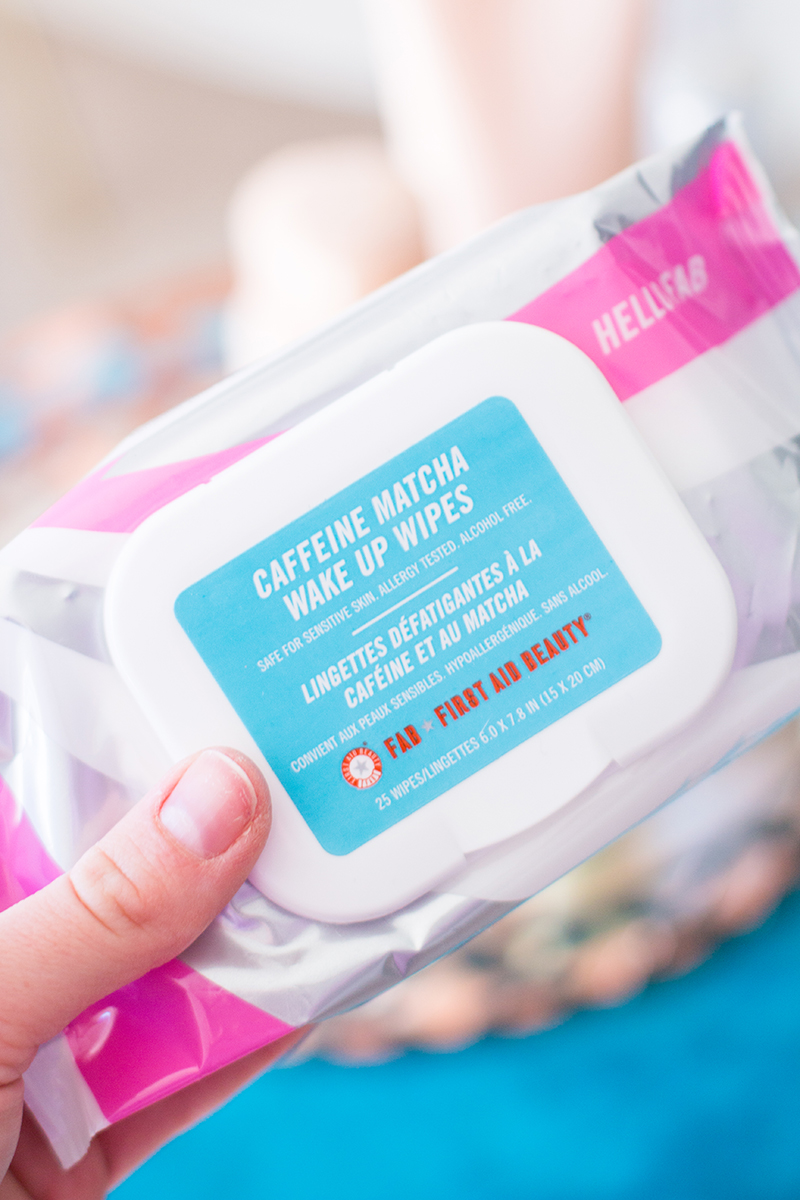 HELLO FAB
CAFFEINE MATCHA
WAKE UP WIPES
SAFE FOR SENSITIVE SKIN. ALLERGY TESTED. ALCOHOL FREE.
LINGETTES DÉFATIGANTES À LA
CAFÉINE ET AU MATCHA
CONVIENT AUX PEAUX SENSIBLES. HYPOALLERGÉNIQUE. SANS ALCOOL.
FAB FIRST AID BEAUTY®
25 WIPES/LINGETTES 6.0 X 7.8 IN (15 X 20 CM)